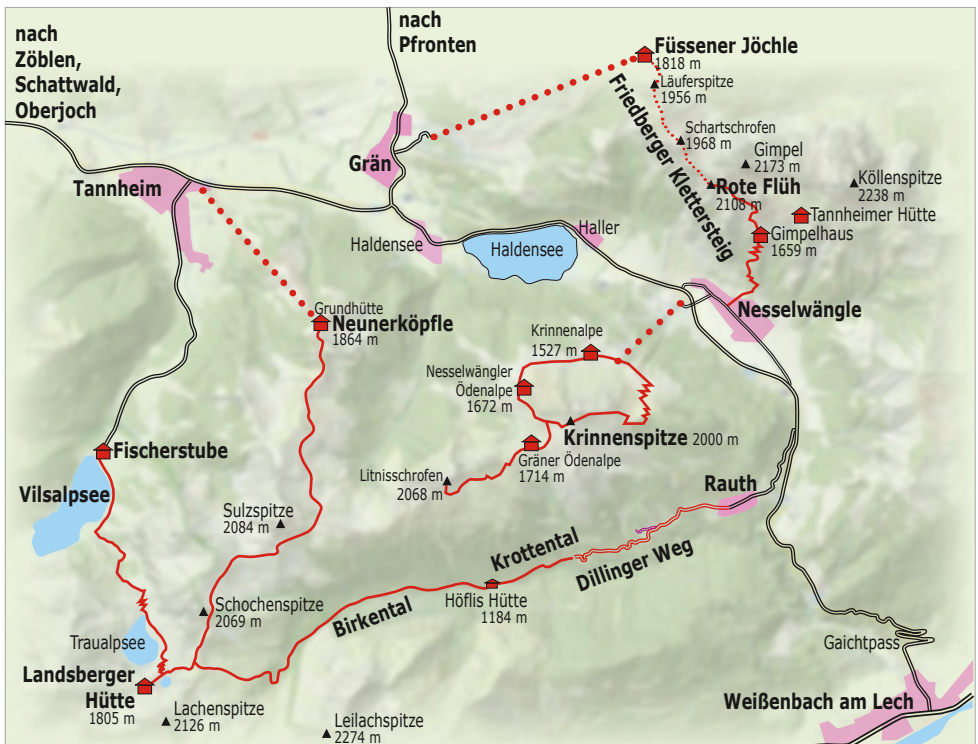 nach
Zöblen,
Schattwald,
Oberjoch
nach
Pfronten
Füssener Jöchle
1818 m
Läuferspitze
1956 m
Friedberger Klettersteig
Schartschrofen
1968 m
Gimpel
2173 m
Rote Flüh
2108 m
Köllenspitze
2238 m
Tannheimer Hütte
Gimpelhaus
1659 m
Grän
Tannheim
Haldensee
Haldensee
Haller
Nesselwängle
Grundhütte
Neunerköpfle
1864 m
Krinnenalpe
1527 m
Nesselwängler
Ödenalpe
1672 m
Krinnenspitze 2000 m
Gräner Ödenalpe
1714 m
Litnisschrofen
2068 m
Fischerstube
Vilsalpsee
Sulzspitze
2084 m
Rauth
Krottental
Dillinger Weg
Höflis Hütte
1184 m
Birkental
Schochenspitze
2069 m
Traualpsee
Gaichtpass
Landsberger
Hütte
1805 m
Lachenspitze
2126 m
Leilachspitze
2274 m
Weißenbach am Lech